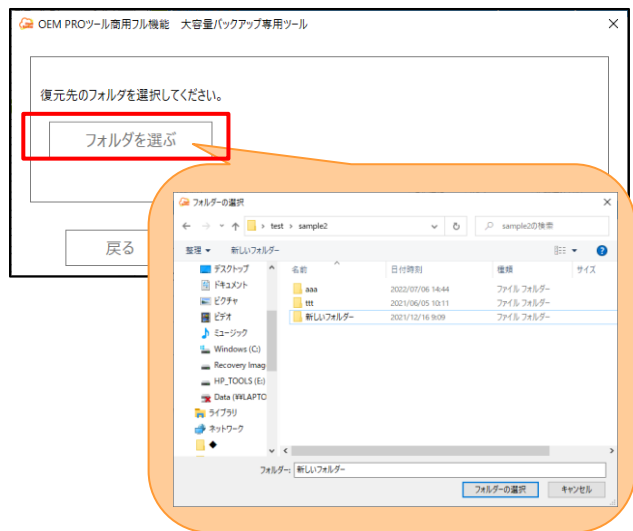 OEM PROツール商用フル機能　大容量バックアップ専用ツール
復元先のフォルダを選択してください。
フォルダを選ぶ
戻る
フォルダーの選択
> test > sample2
sample2の検索
整理
新しいフォルダー
名前 日付時刻 種類 サイズ
aaa 2022/07/06 14:44 ファイル フォルダー
ttt 2021/06/05 10:11 ファイル フォルダー
新しいフォルダー 2021/12/16 9:09 ファイル フォルダー
デスクトップ
ドキュメント
ピクチャ
ビデオ
ミュージック
Windows (C:)
Recovery Imag
HP_TOOLS (E:)
Data (¥¥LAPTO
ライブラリ
ネットワーク
◆
フォルダー: 新しいフォルダー
フォルダーの選択 キャンセル